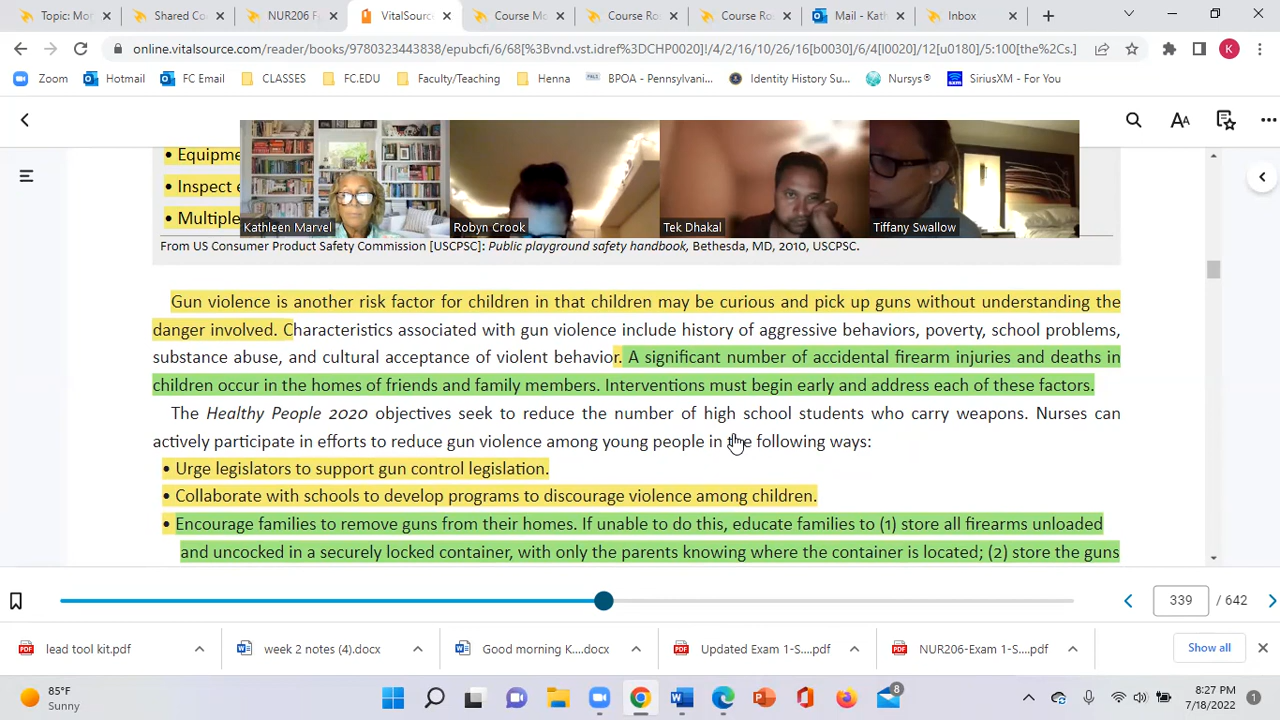 Topic: Mor
Shared Co
NUR206 F
VitalSource
Course Mo
Course Ro
Course Ro
Mail - Kath
Inbox
online.vitalsource.com/reader/books/9780323443838/epubcfi/6/68[%3Bvnd.vst.idref%3DCHP0020]!/4/2/16/10/26/16[b0030]/6/4[l0020]/12[u0180]/5:100[the%2Cs.]
K
Zoom
Hotmail
FC Email
CLASSES
FC.EDU
Faculty/Teaching
Henna
BPOA - Pennsylvani...
Identity History Su...
Nursys®
SiriusXM - For You
• Equipme
• Inspect e
• Multiple
Kathleen Marvel
Robyn Crook
Tek Dhakal
Tiffany Swallow
From US Consumer Product Safety Commission [USCPSC]: Public playground safety handbook, Bethesda, MD, 2010, USCPSC.
Gun violence is another risk factor for children in that children may be curious and pick up guns without understanding the
danger involved. Characteristics associated with gun violence include history of aggressive behaviors, poverty, school problems,
substance abuse, and cultural acceptance of violent behavior. A significant number of accidental firearm injuries and deaths in
children occur in the homes of friends and family members. Interventions must begin early and address each of these factors.
The Healthy People 2020 objectives seek to reduce the number of high school students who carry weapons. Nurses can
actively participate in efforts to reduce gun violence among young people in the following ways:
• Urge legislators to support gun control legislation.
• Collaborate with schools to develop programs to discourage violence among children.
• Encourage families to remove guns from their homes. If unable to do this, educate families to (1) store all firearms unloaded
and uncocked in a securely locked container, with only the parents knowing where the container is located; (2) store the guns
339 / 642
lead tool kit.pdf
week 2 notes (4).docx
Good morning K....docx
Updated Exam 1-S....pdf
NUR206-Exam 1-S....pdf
Show all
85°F
Sunny
8
8:27 PM
7/18/2022
1